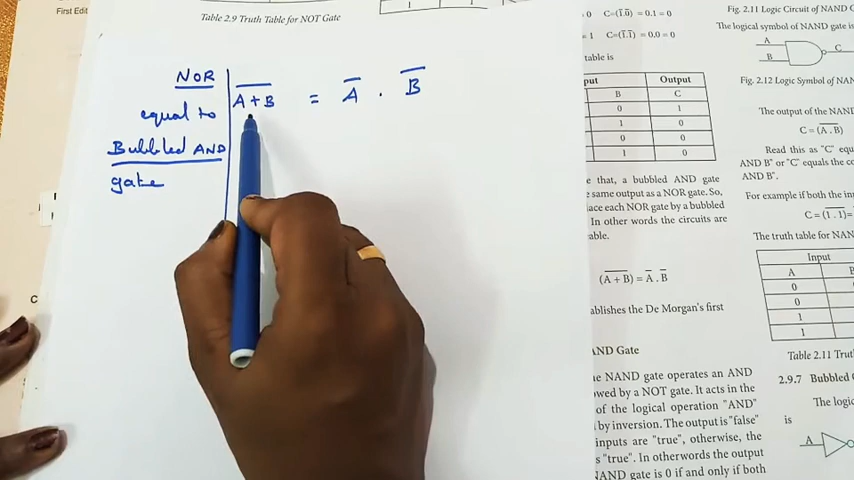 First Edit
Table 2.9 Truth Table for NOT Gate
NOR
equal to
Bubbled AND
gate
A̅ ̅+̅ ̅B̅ = A̅ . B̅
=0 C=(1̅.0̅) = 0.1 = 0
= 1 C=(1̅.1̅) = 0.0 = 0
table is
put Output
B C
0 1
1 0
0 0
1 0
e that, a bubbled AND gate
same output as a NOR gate. So,
lace each NOR gate by a bubbled
In other words the circuits are
able.
(A̅ ̅+̅ ̅B̅) = A̅ . B̅
ablishes the De Morgan's first
AND Gate
e NAND gate operates an AND
owed by a NOT gate. It acts in the
of the logical operation "AND"
by inversion. The output is "false"
inputs are "true", otherwise, the
s "true". In otherwords the output
NAND gate is 0 if and only if both
Fig. 2.11 Logic Circuit of NAND G
The logical symbol of NAND gate is
A
B
C
Fig. 2.12 Logic Symbol of NAN
The output of the NAND
C = (A̅ ̅.̅ ̅B̅)
Read this as "C" equ
AND B" or "C" equals the co
AND B".
For example if both the in
C = (1̅ ̅.̅ ̅1̅)=
The truth table for NAN
Input
A B
0
0
1
1
Table 2.11 Trut
2.9.7 Bubbled
The logic
is
A